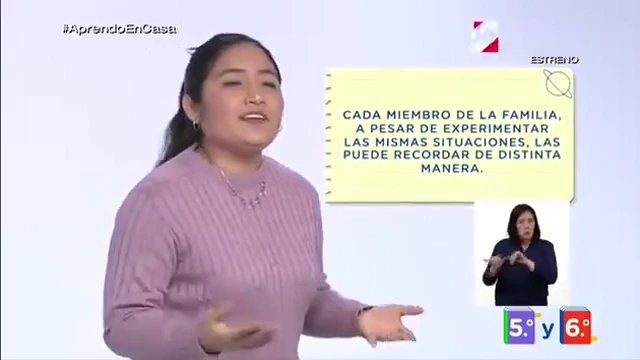 #AprendoEnCasa
ESTRENO
CADA MIEMBRO DE LA FAMILIA,
A PESAR DE EXPERIMENTAR
LAS MISMAS SITUACIONES, LAS
PUEDE RECORDAR DE DISTINTA
MANERA.
5.° y 6.°